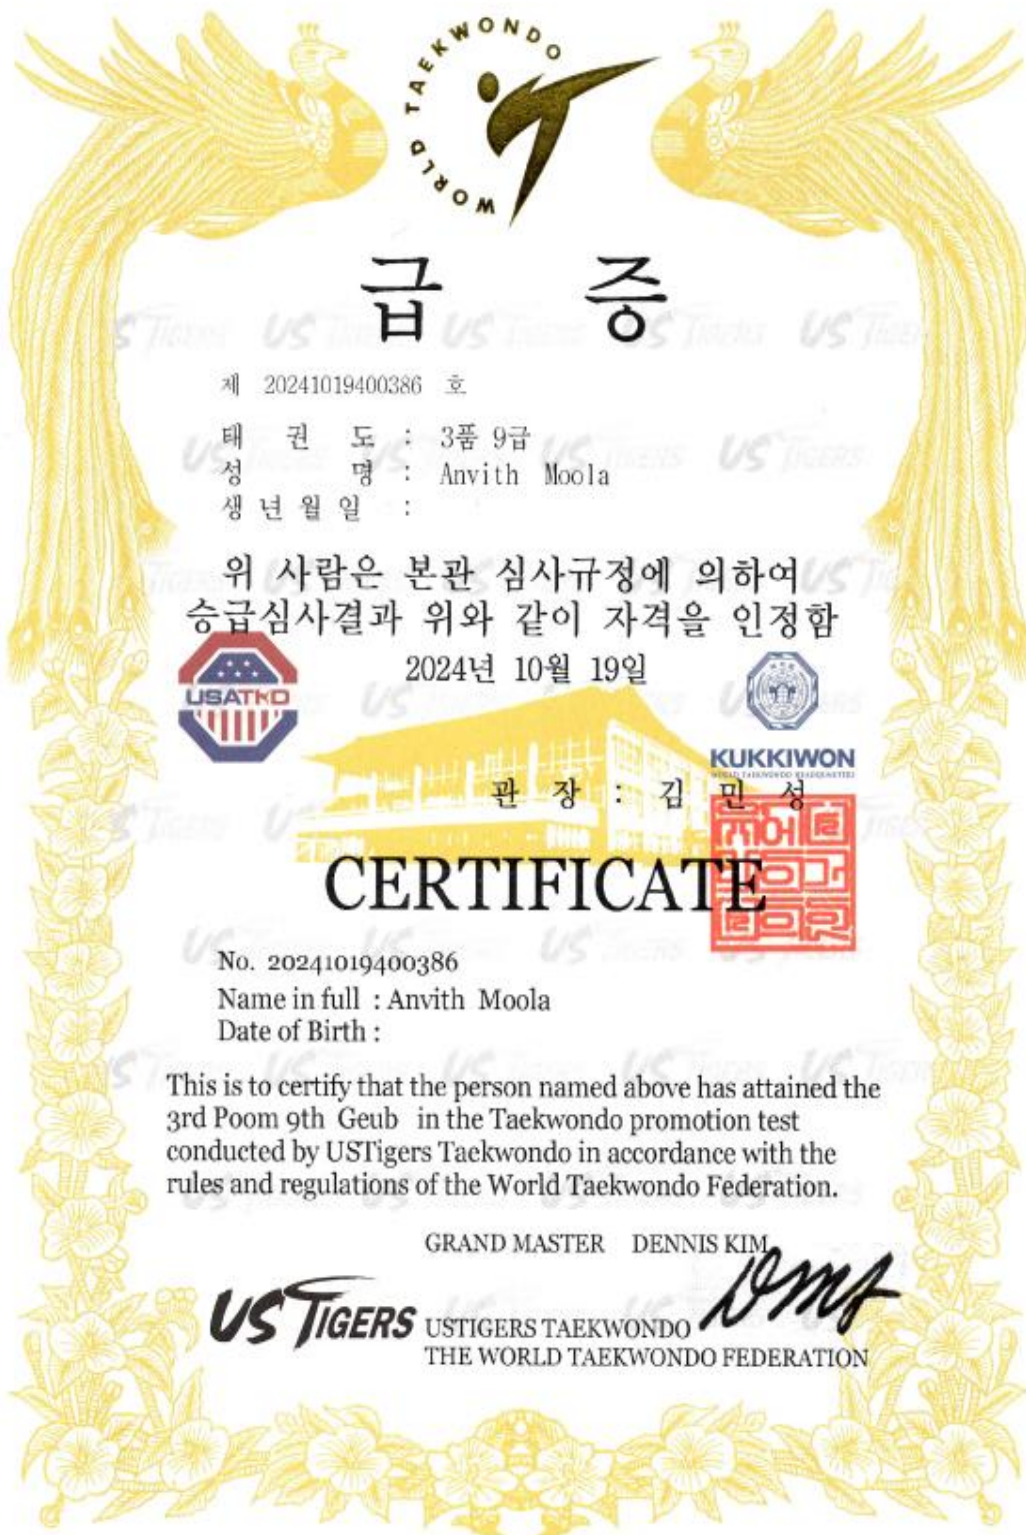 WORLD TAEKWONDO
급 증
제 20241019400386 호
태 권 도 : 3품 9급
성 명 : Anvith Moola
생 년 월 일 :
위 사람은 본관 심사규정에 의하여
승급심사결과 위와 같이 자격을 인정함
2024년 10월 19일
USATKD
KUKKIWON
WORLD TAEKWONDO HEADQUARTERS
관 장 : 김 민 성
CERTIFICATE
No. 20241019400386
Name in full : Anvith Moola
Date of Birth :
This is to certify that the person named above has attained the
3rd Poom 9th Geub in the Taekwondo promotion test
conducted by USTigers Taekwondo in accordance with the
rules and regulations of the World Taekwondo Federation.
GRAND MASTER DENNIS KIM
US TIGERS
USTIGERS TAEKWONDO
THE WORLD TAEKWONDO FEDERATION